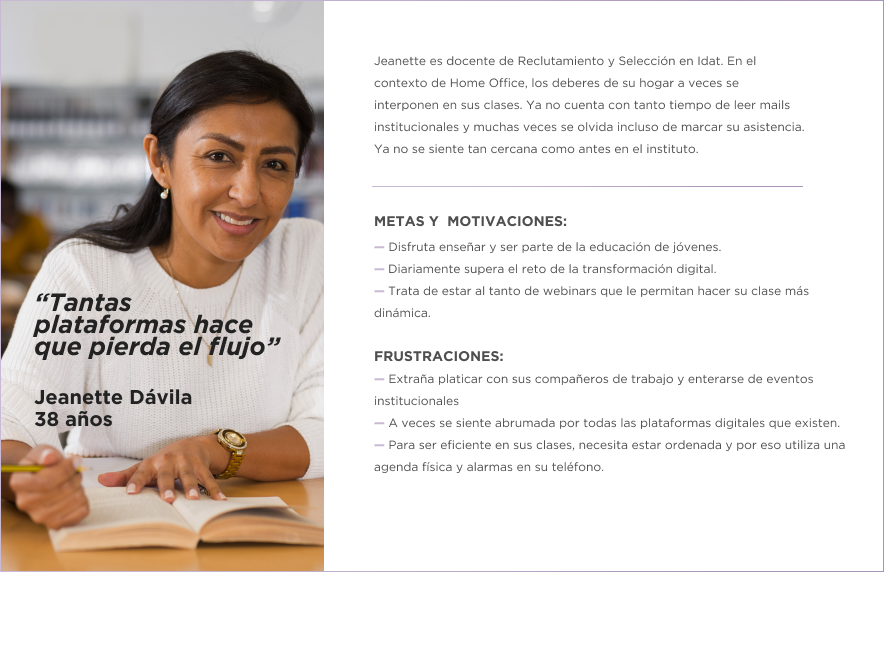 “Tantas
plataformas hace
que pierda el flujo”
Jeanette Dávila
38 años
Jeanette es docente de Reclutamiento y Selección en Idat. En el
contexto de Home Office, los deberes de su hogar a veces se
interponen en sus clases. Ya no cuenta con tanto tiempo de leer mails
institucionales y muchas veces se olvida incluso de marcar su asistencia.
Ya no se siente tan cercana como antes en el instituto.
METAS Y  MOTIVACIONES:
— Disfruta enseñar y ser parte de la educación de jóvenes.
— Diariamente supera el reto de la transformación digital.
— Trata de estar al tanto de webinars que le permitan hacer su clase más
dinámica.
FRUSTRACIONES:
— Extraña platicar con sus compañeros de trabajo y enterarse de eventos
institucionales
— A veces se siente abrumada por todas las plataformas digitales que existen.
— Para ser eficiente en sus clases, necesita estar ordenada y por eso utiliza una
agenda física y alarmas en su teléfono.